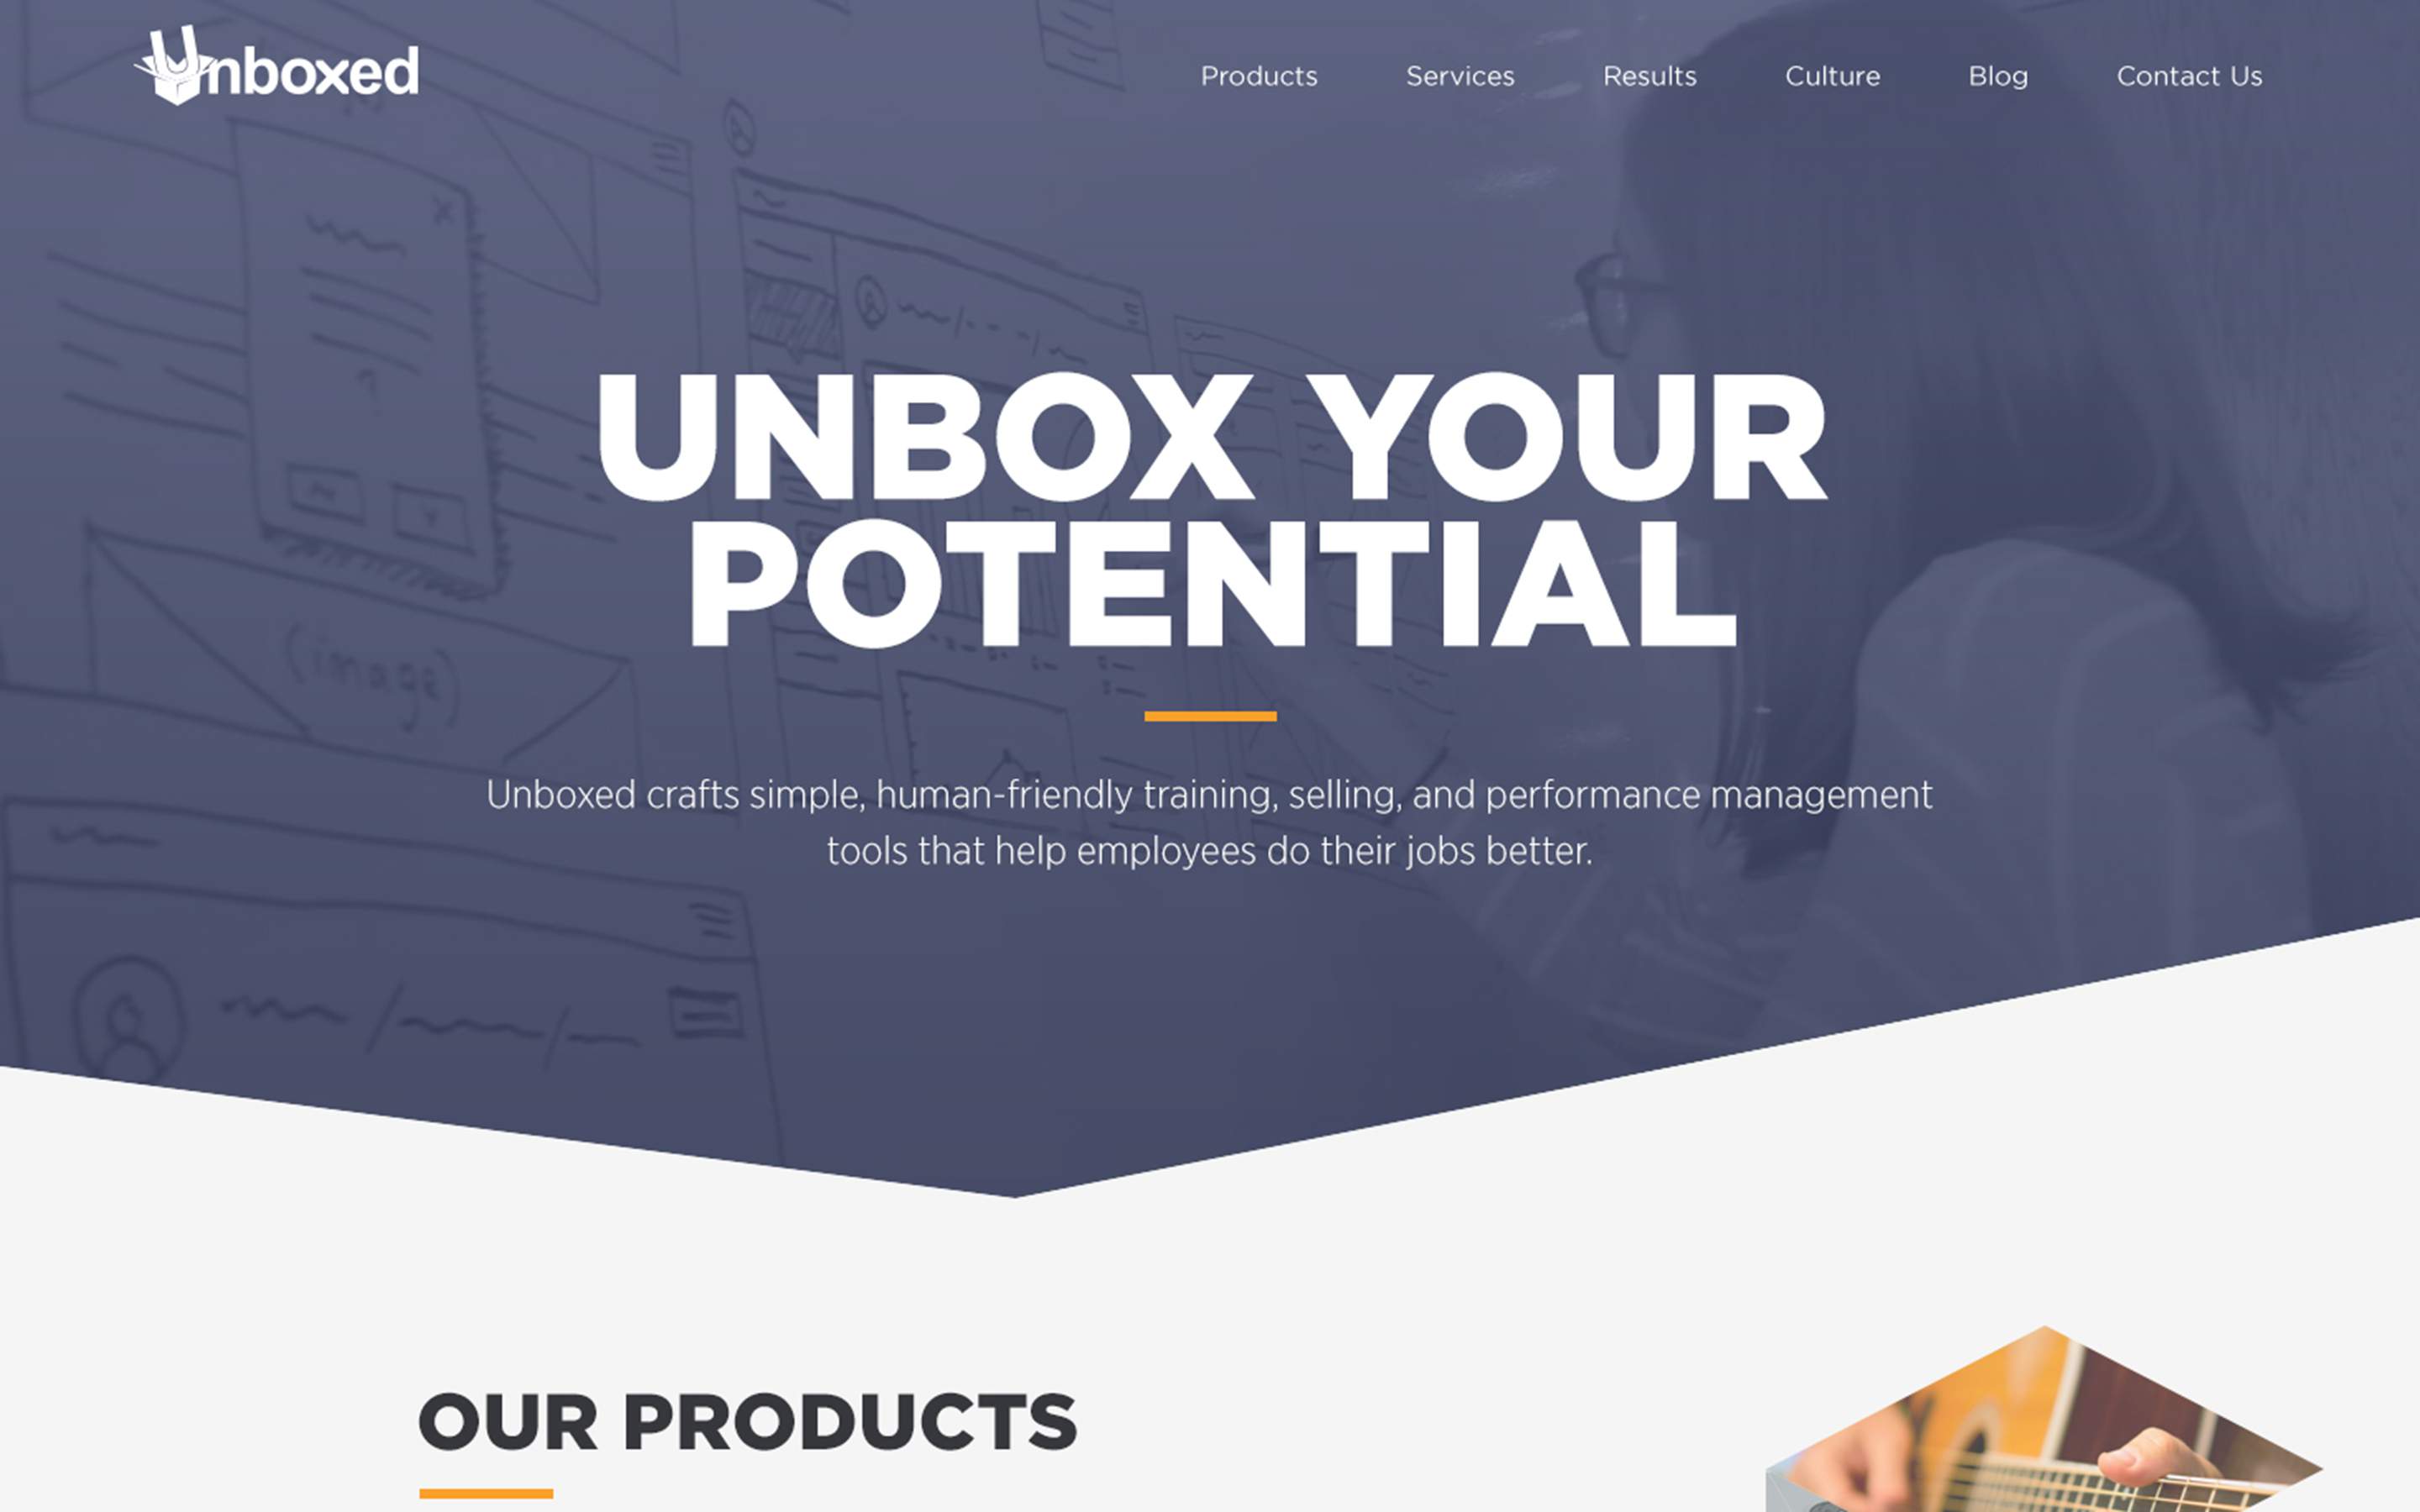 Unboxed
Products Services Results Culture Blog Contact Us
UNBOX YOUR
POTENTIAL
(image)
Unboxed crafts simple, human-friendly training, selling, and performance management
tools that help employees do their jobs better.
OUR PRODUCTS